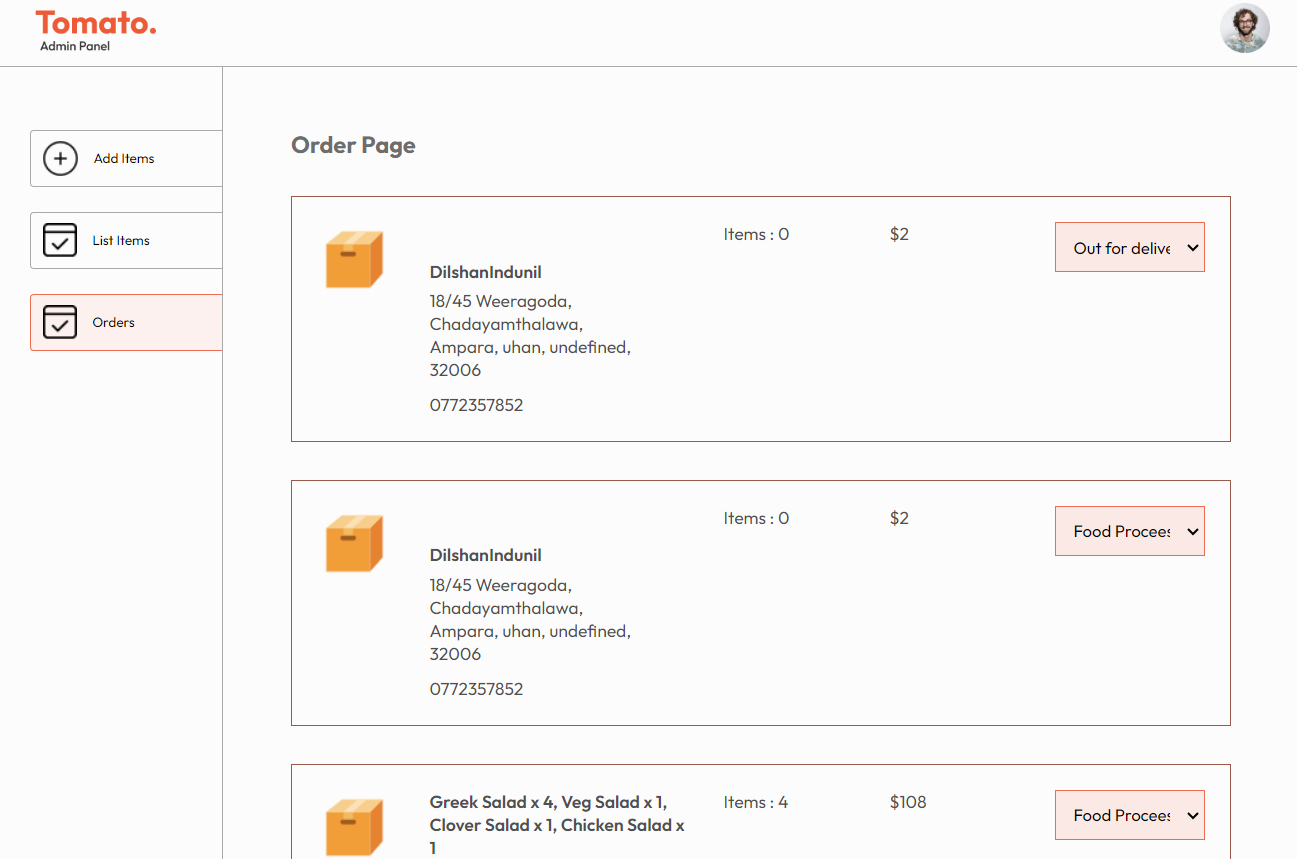 Tomato.
Admin Panel
Add Items
List Items
Orders
Order Page
Items : 0
$2
Out for delive
DilshanIndunil
18/45 Weeragoda,
Chadayamthalawa,
Ampara, uhan, undefined,
32006
0772357852
Items : 0
$2
Food Procees
DilshanIndunil
18/45 Weeragoda,
Chadayamthalawa,
Ampara, uhan, undefined,
32006
0772357852
Greek Salad x 4, Veg Salad x 1,
Clover Salad x 1, Chicken Salad x
1
Items : 4
$108
Food Procees